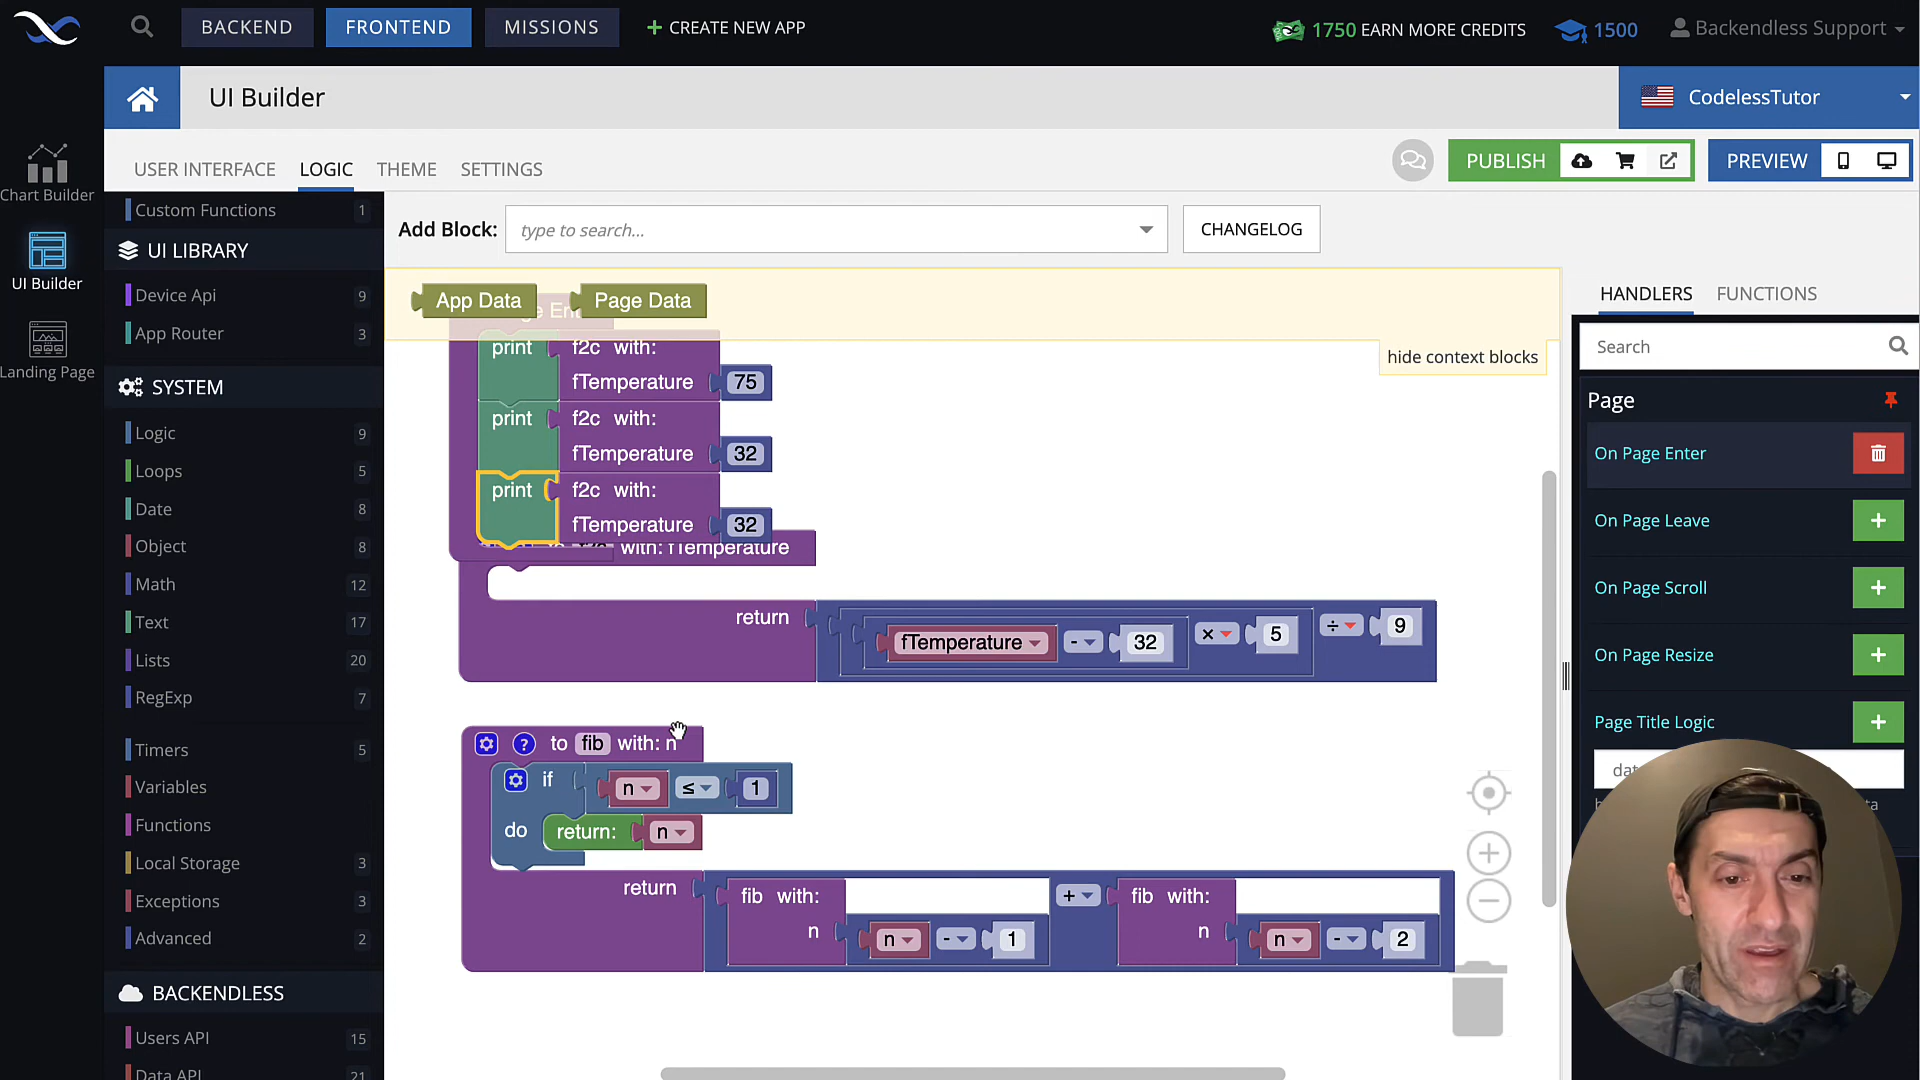 BACKEND FRONTEND MISSIONS + CREATE NEW APP 1750 EARN MORE CREDITS 1500 Backendless Support
UI Builder CodelessTutor
USER INTERFACE LOGIC THEME SETTINGS PUBLISH PREVIEW
Chart Builder
UI Builder
Landing Page
Custom Functions 1
UI LIBRARY
Device Api 9
App Router 3
SYSTEM
Logic 9
Loops 5
Date 8
Object 8
Math 12
Text 17
Lists 20
RegExp 7
Timers 5
Variables
Functions
Local Storage 3
Exceptions 3
Advanced 2
BACKENDLESS
Users API 15
Data API 21
Add Block: type to search... CHANGELOG
App Data Page Data
hide context blocks
print f2c with:
fTemperature 75
print f2c with:
fTemperature 32
print f2c with:
fTemperature 32
with: fTemperature
return fTemperature - 32 × 5 ÷ 9
? to fib with: n
if n ≤ 1
do return: n
return fib with: n n - 1 + fib with: n n - 2
HANDLERS FUNCTIONS
Search
Page
On Page Enter
On Page Leave +
On Page Scroll +
On Page Resize +
Page Title Logic +